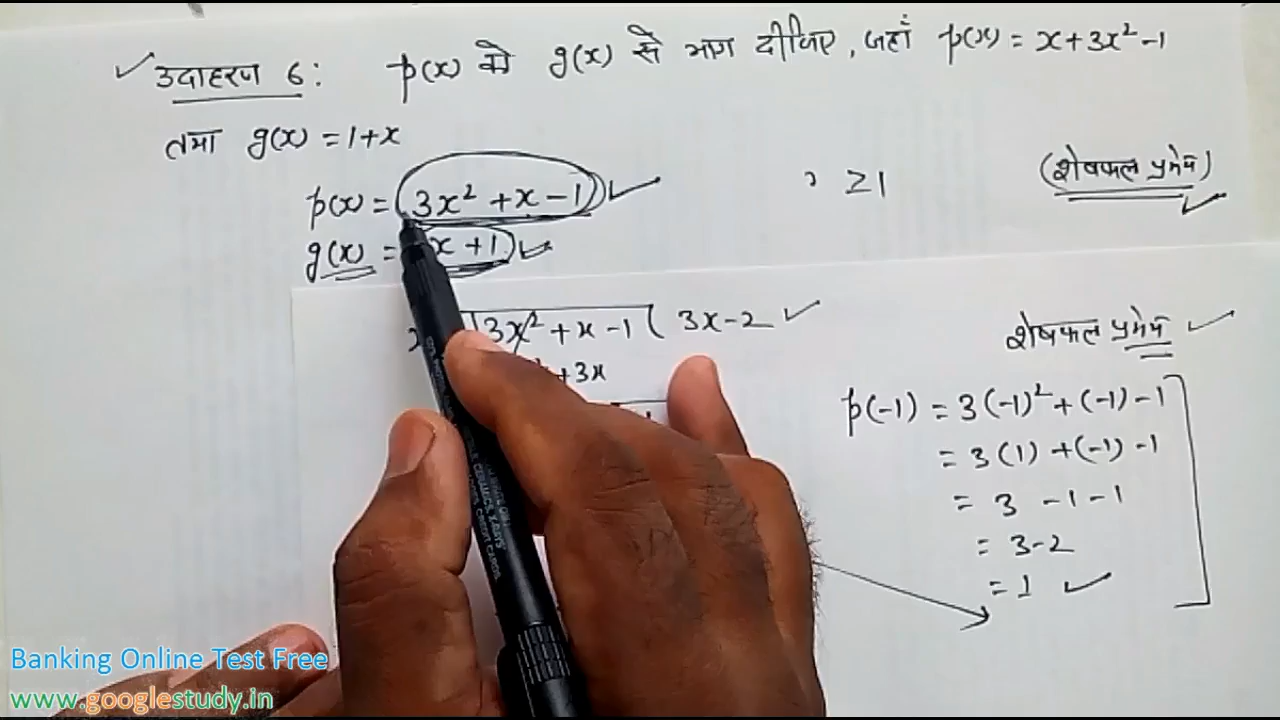 उदाहरण 6: p(x) को g(x) से भाग दीजिए, जहाँ p(x) = x+3x²-1
तथा g(x) = 1+x
p(x) = 3x² + x - 1
g(x) = x + 1
≥1
(शेषफल प्रमेय)
3x² + x - 1 ( 3x-2
+3x
शेषफल प्रमेय
p(-1) = 3(-1)² + (-1) - 1
= 3(1) + (-1) - 1
= 3 - 1 - 1
= 3-2
= 1
Banking Online Test Free
www.googlestudy.in